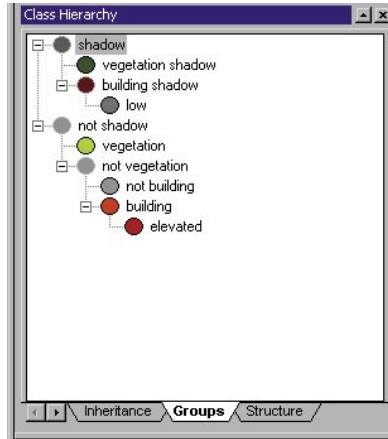 Class Hierarchy
shadow
vegetation shadow
building shadow
low
not shadow
vegetation
not vegetation
not building
building
elevated
Inheritance Groups Structure